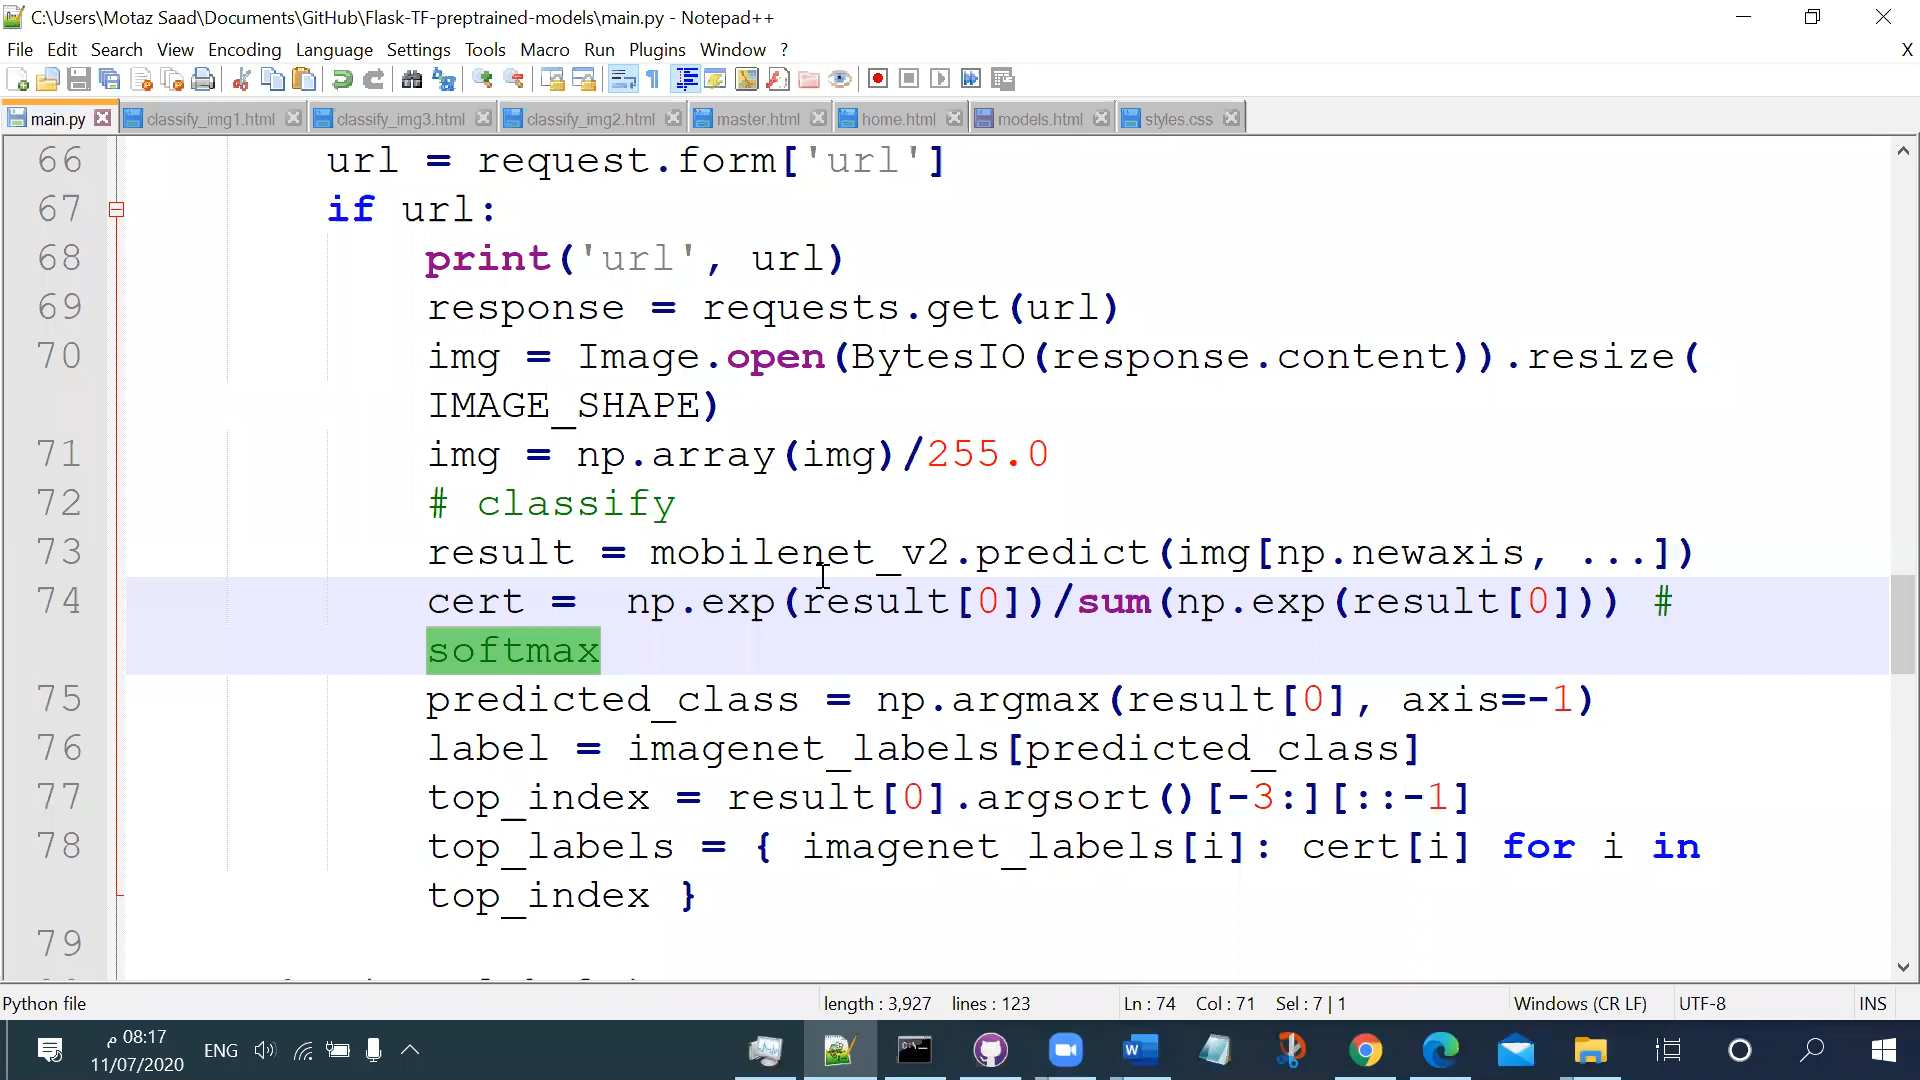 C:\Users\Motaz Saad\Documents\GitHub\Flask-TF-preptrained-models\main.py - Notepad++
File Edit Search View Encoding Language Settings Tools Macro Run Plugins Window ? X
main.py classify_img1.html classify_img3.html classify_img2.html master.html home.html models.html styles.css
66 url = request.form['url']
67 if url:
68 print('url', url)
69 response = requests.get(url)
70 img = Image.open(BytesIO(response.content)).resize(
IMAGE_SHAPE)
71 img = np.array(img)/255.0
72 # classify
73 result = mobilenet_v2.predict(img[np.newaxis, ...])
74 cert =  np.exp(result[0])/sum(np.exp(result[0])) #
softmax
75 predicted_class = np.argmax(result[0], axis=-1)
76 label = imagenet_labels[predicted_class]
77 top_index = result[0].argsort()[-3:][::-1]
78 top_labels = { imagenet_labels[i]: cert[i] for i in
top_index }
79
Python file length : 3,927 lines : 123 Ln : 74 Col : 71 Sel : 7 | 1 Windows (CR LF) UTF-8 INS
08:17 م
11/07/2020
ENG